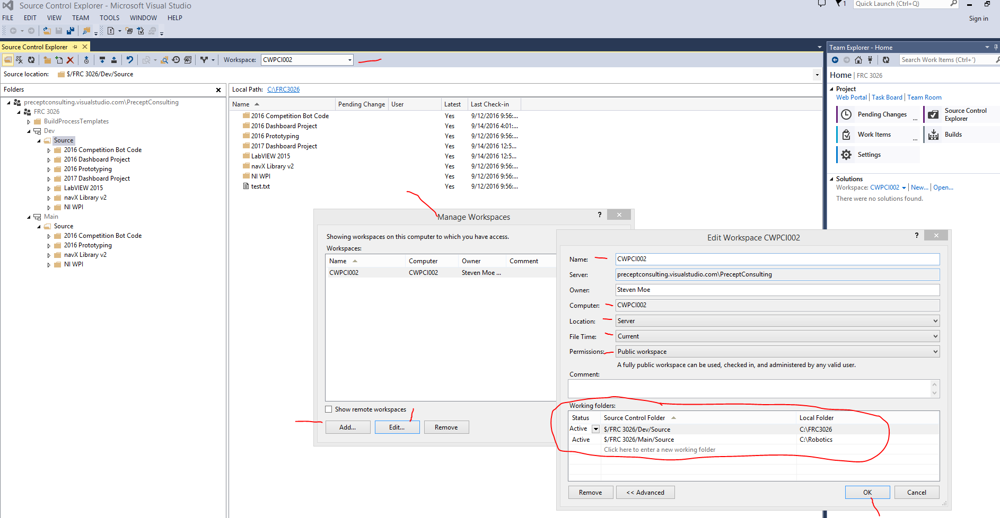 Source Control Explorer - Microsoft Visual Studio
1
Quick Launch (Ctrl+Q)
FILE EDIT VIEW TEAM TOOLS WINDOW HELP
Sign in
Source Control Explorer
Workspace: CWPCI002
Source location: $/FRC 3026/Dev/Source
Folders
preceptconsulting.visualstudio.com\PreceptConsulting
FRC 3026
BuildProcessTemplates
Dev
Source
2016 Competition Bot Code
2016 Dashboard Project
2016 Prototyping
2017 Dashboard Project
LabVIEW 2015
navX Library v2
NI WPI
Main
Source
2016 Competition Bot Code
2016 Prototyping
navX Library v2
NI WPI
Local Path: C:\FRC3026
Name Pending Change User Latest Last Check-in
2016 Competition Bot Code Yes 9/12/2016 9:56:...
2016 Dashboard Project Yes 9/14/2016 4:01:...
2016 Prototyping Yes 9/12/2016 9:56:...
2017 Dashboard Project Yes 9/14/2016 12:5...
LabVIEW 2015 Yes 9/14/2016 12:5...
navX Library v2 Yes 9/12/2016 9:56:...
NI WPI Yes 9/12/2016 9:56:...
test.txt Yes 9/12/2016 9:56:...
Team Explorer - Home
Search Work Items (Ctrl+')
Home | FRC 3026
Project
Web Portal | Task Board | Team Room
Pending Changes ...
Source Control
Explorer
Work Items ...
Builds
Settings
Solutions
Workspace: CWPCI002 | New... | Open...
There were no solutions found.
Manage Workspaces
?
Showing workspaces on this computer to which you have access.
Workspaces:
Name Computer Owner Comment
CWPCI002 CWPCI002 Steven Moe ...
Show remote workspaces
Add... Edit... Remove
Edit Workspace CWPCI002
?
Name: CWPCI002
Server: preceptconsulting.visualstudio.com\PreceptConsulting
Owner: Steven Moe
Computer: CWPCI002
Location: Server
File Time: Current
Permissions: Public workspace
A fully public workspace can be used, checked in, and administered by any valid user.
Comment:
Working folders:
Status Source Control Folder Local Folder
Active $/FRC 3026/Dev/Source C:\FRC3026
Active $/FRC 3026/Main/Source C:\Robotics
Click here to enter a new working folder
Remove << Advanced OK Cancel